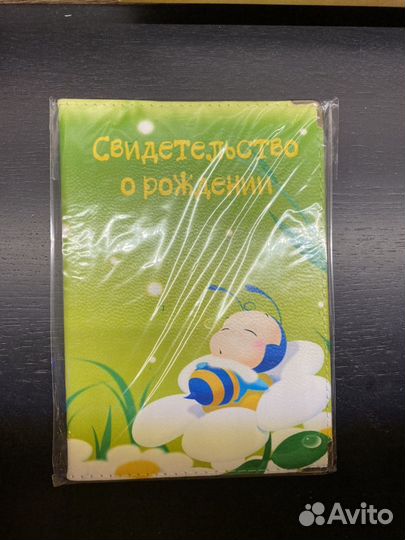 Свидетельство
о рождении
Avito